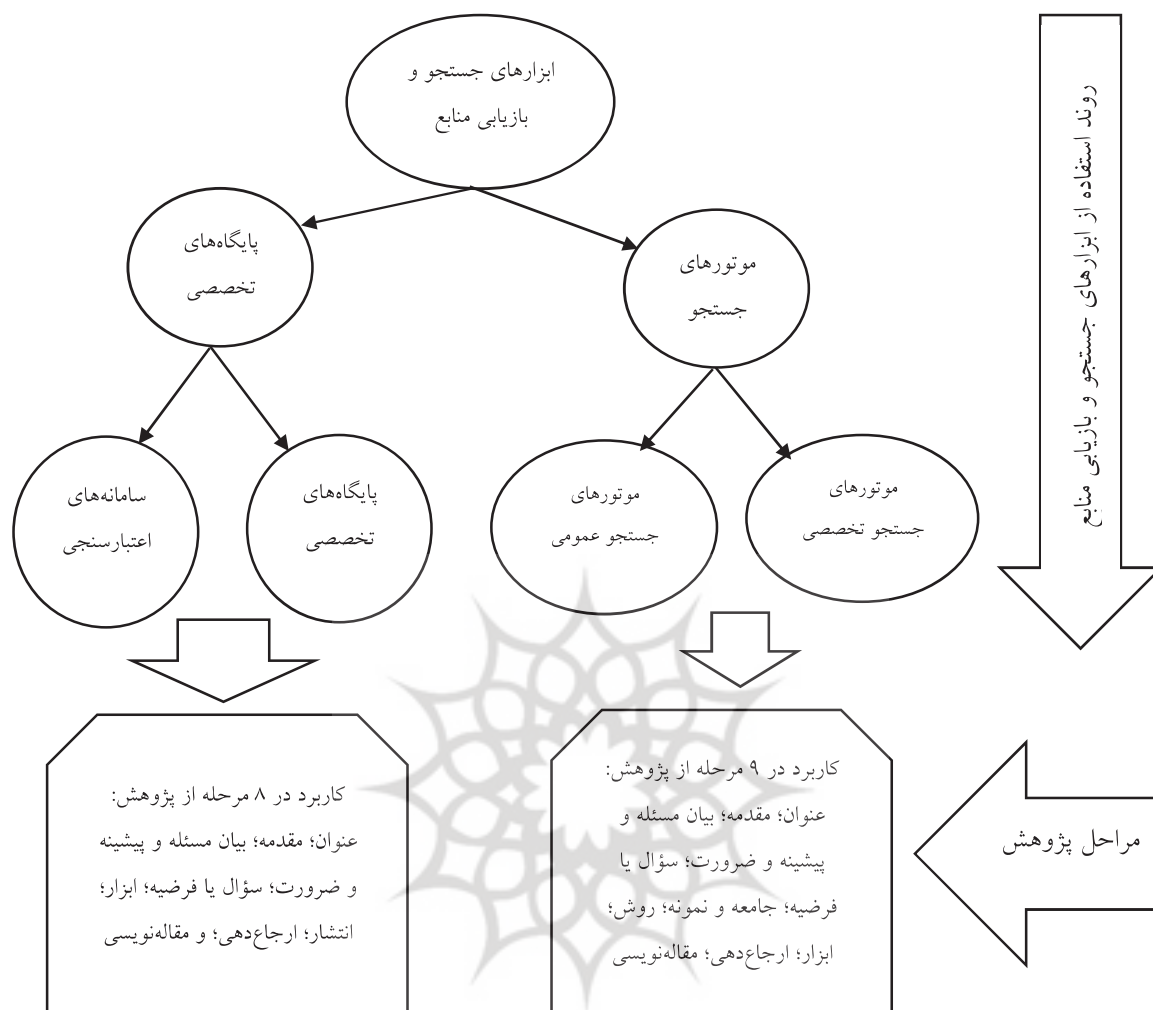 ابزارهای جستجو و
بازیابی منابع
روند استفاده از ابزارهای جستجو و بازیابی منابع
موتورهای
جستجو
پایگاه‌های
تخصصی
موتورهای
جستجو تخصصی
موتورهای
جستجو عمومی
پایگاه‌های
تخصصی
سامانه‌های
اعتبارسنجی
مراحل پژوهش
کاربرد در ۹ مرحله از پژوهش:
عنوان؛ مقدمه؛ بیان مسئله و
پیشینه و ضرورت؛ سؤال یا
فرضیه؛ جامعه و نمونه؛ روش؛
ابزار؛ ارجاع‌دهی؛ مقاله‌نویسی
کاربرد در ۸ مرحله از پژوهش:
عنوان؛ مقدمه؛ بیان مسئله و پیشینه
و ضرورت؛ سؤال یا فرضیه؛ ابزار؛
انتشار؛ ارجاع‌دهی؛ و مقاله‌نویسی